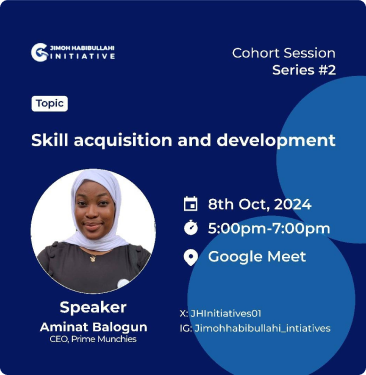 JIMOH HABIBULLAHI
INITIATIVE
Cohort Session
Series #2
Topic
Skill acquisition and development
8th Oct, 2024
5:00pm-7:00pm
Google Meet
Speaker
Aminat Balogun
CEO, Prime Munchies
X: JHInitiatives01
IG: Jimohhabibullahi_intiatives